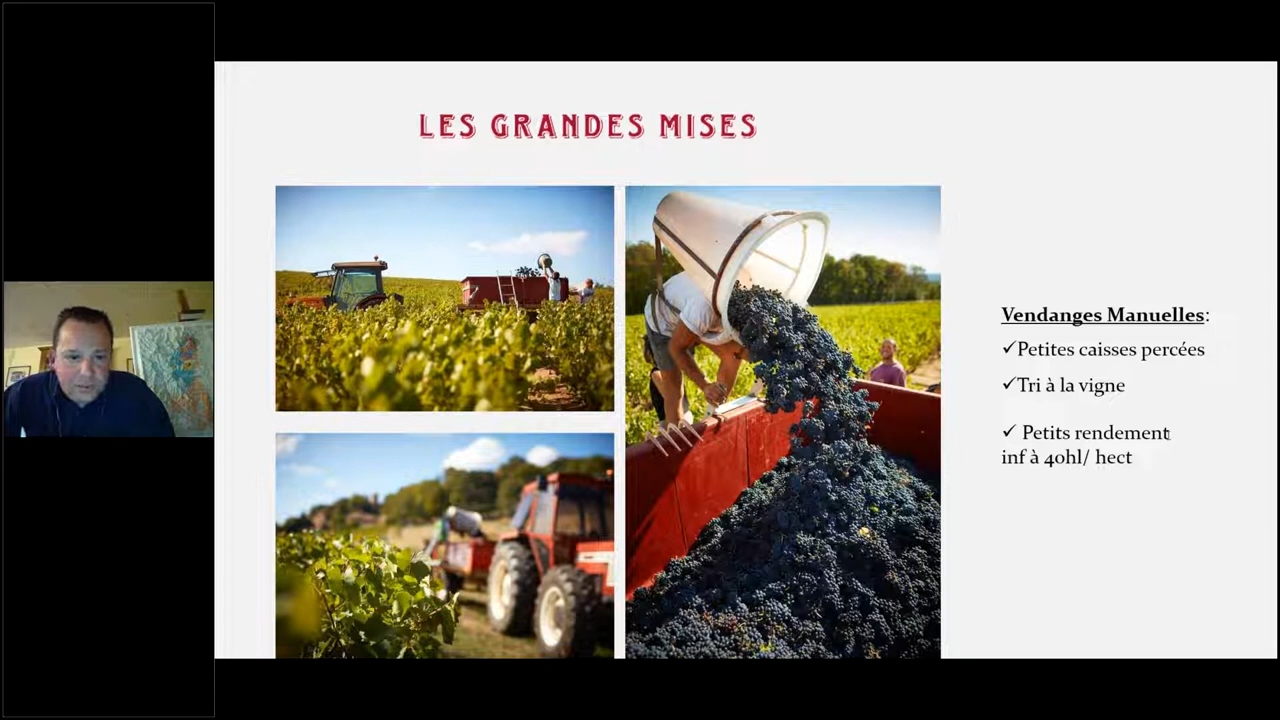 LES GRANDES MISES
Vendanges Manuelles:
✓Petites caisses percées
✓Tri à la vigne
✓ Petits rendement
inf à 40hl/ hect